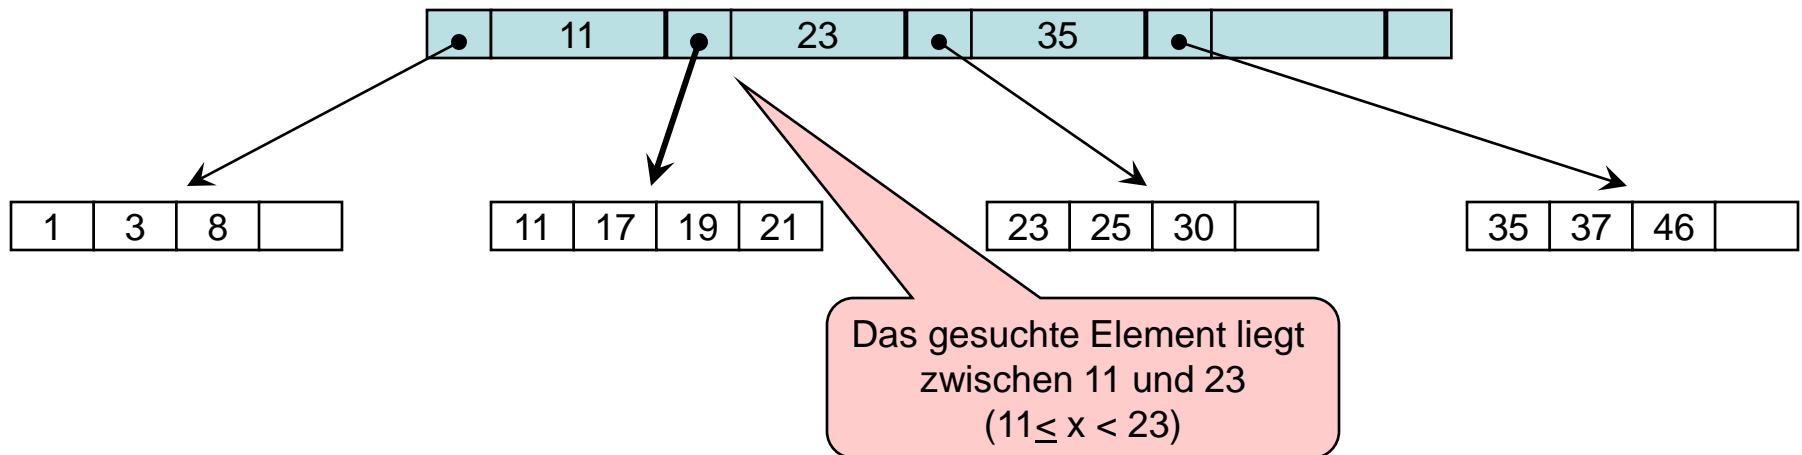 11 23 35
1 3 8 11 17 19 21 23 25 30 35 37 46
Das gesuchte Element liegt
zwischen 11 und 23
(11≤ x < 23)